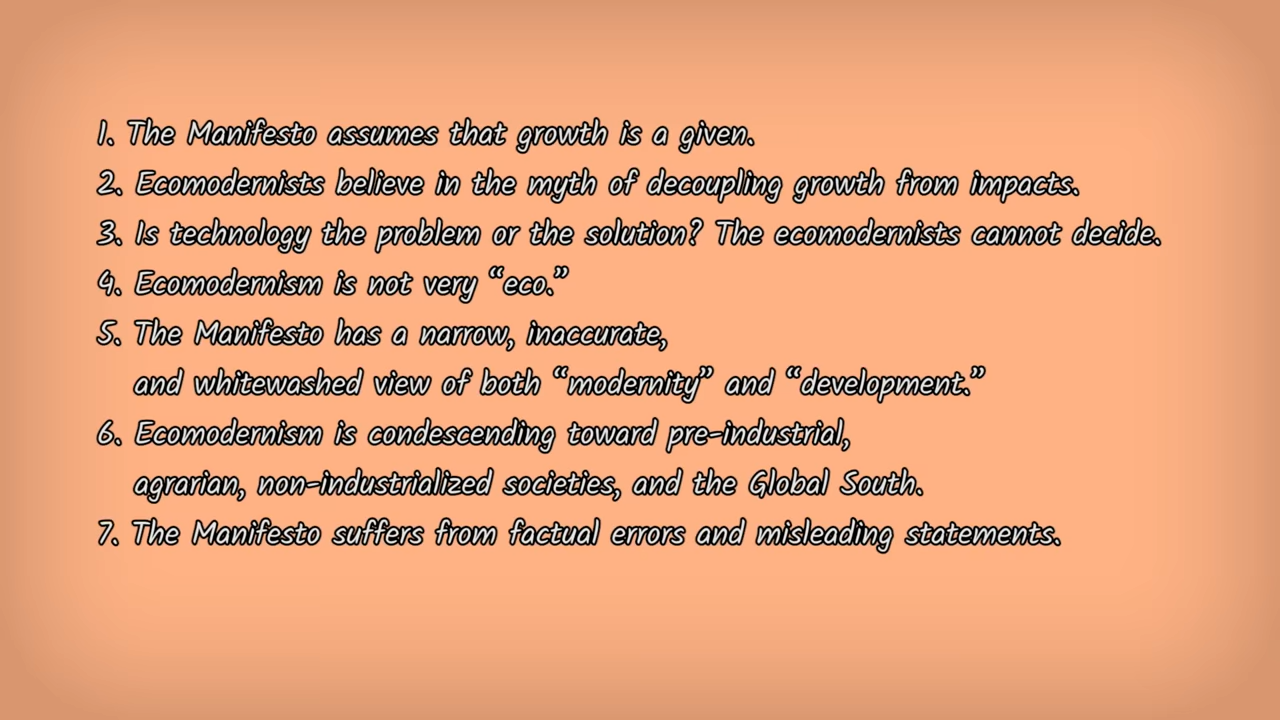 1. The Manifesto assumes that growth is a given.
2. Ecomodernists believe in the myth of decoupling growth from impacts.
3. Is technology the problem or the solution? The ecomodernists cannot decide.
4. Ecomodernism is not very “eco.”
5. The Manifesto has a narrow, inaccurate,
and whitewashed view of both “modernity” and “development.”
6. Ecomodernism is condescending toward pre-industrial,
agrarian, non-industrialized societies, and the Global South.
7. The Manifesto suffers from factual errors and misleading statements.